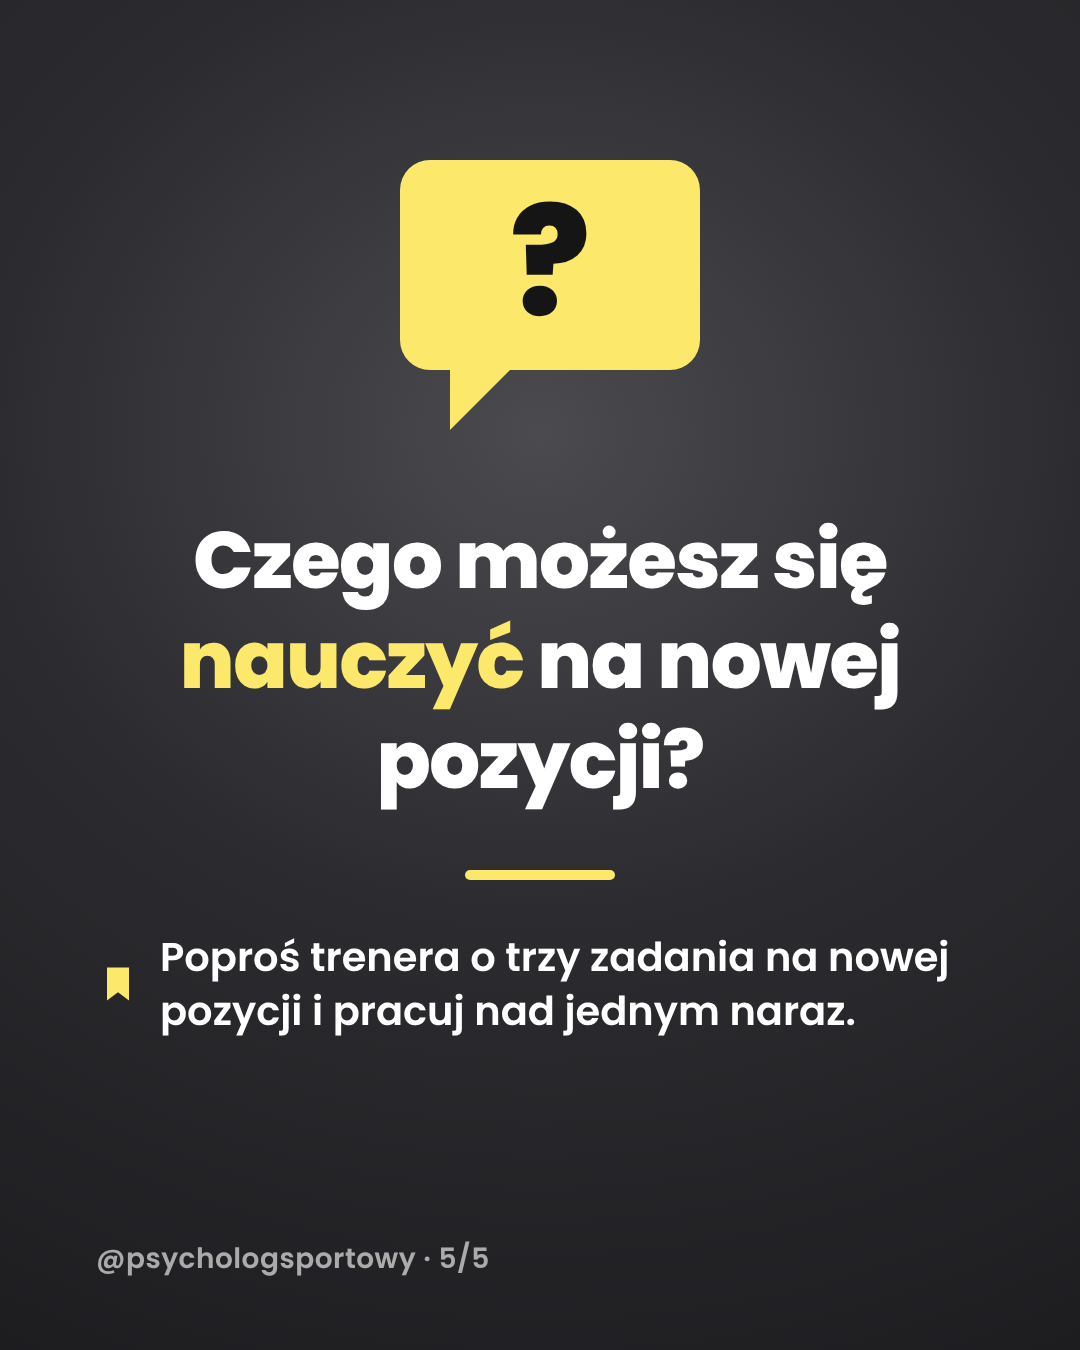 ?
Czego możesz się
nauczyć na nowej
pozycji?
Poproś trenera o trzy zadania na nowej
pozycji i pracuj nad jednym naraz.
@psychologsportowy · 5/5